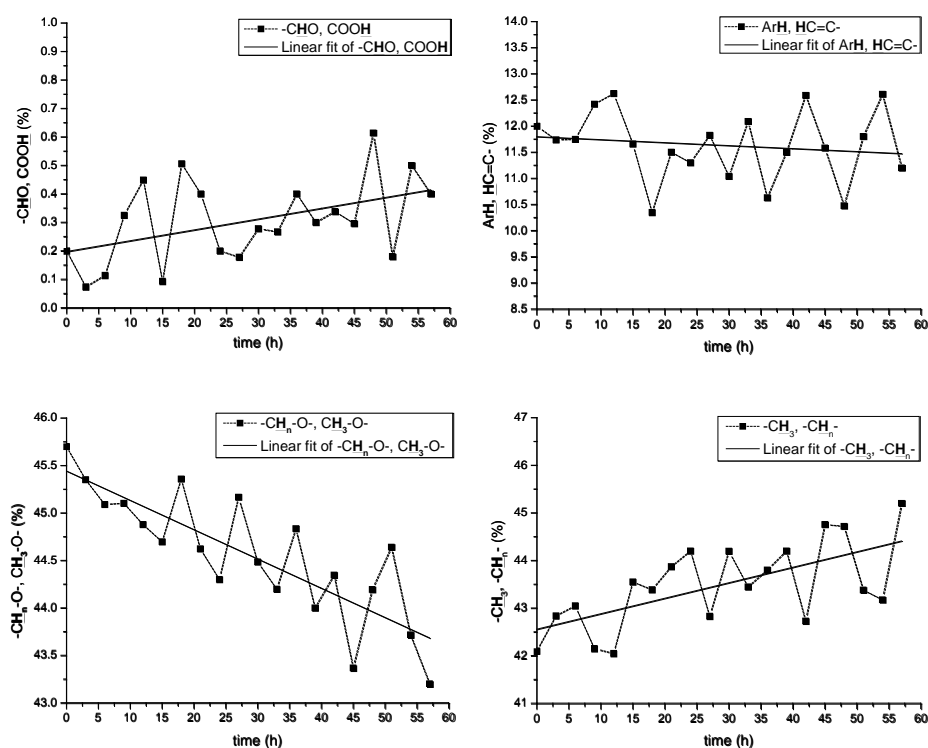 -CHO, COOH
Linear fit of -CHO, COOH
1.0
0.9
0.8
0.7
0.6
0.5
0.4
0.3
0.2
0.1
0.0
-CHO, COOH (%)
0 5 10 15 20 25 30 35 40 45 50 55 60
time (h)
ArH, HC=C-
Linear fit of ArH, HC=C-
13.5
13.0
12.5
12.0
11.5
11.0
10.5
10.0
9.5
9.0
8.5
ArH, HC=C- (%)
0 5 10 15 20 25 30 35 40 45 50 55 60
time (h)
-CHₙ-O-, CH₃-O-
Linear fit of -CHₙ-O-, CH₃-O-
46.0
45.5
45.0
44.5
44.0
43.5
43.0
-CHₙ-O-, CH₃-O- (%)
0 5 10 15 20 25 30 35 40 45 50 55 60
time (h)
-CH₃, -CHₙ-
Linear fit of -CH₃, -CHₙ-
47
46
45
44
43
42
41
-CH₃, -CHₙ- (%)
0 5 10 15 20 25 30 35 40 45 50 55 60
time (h)